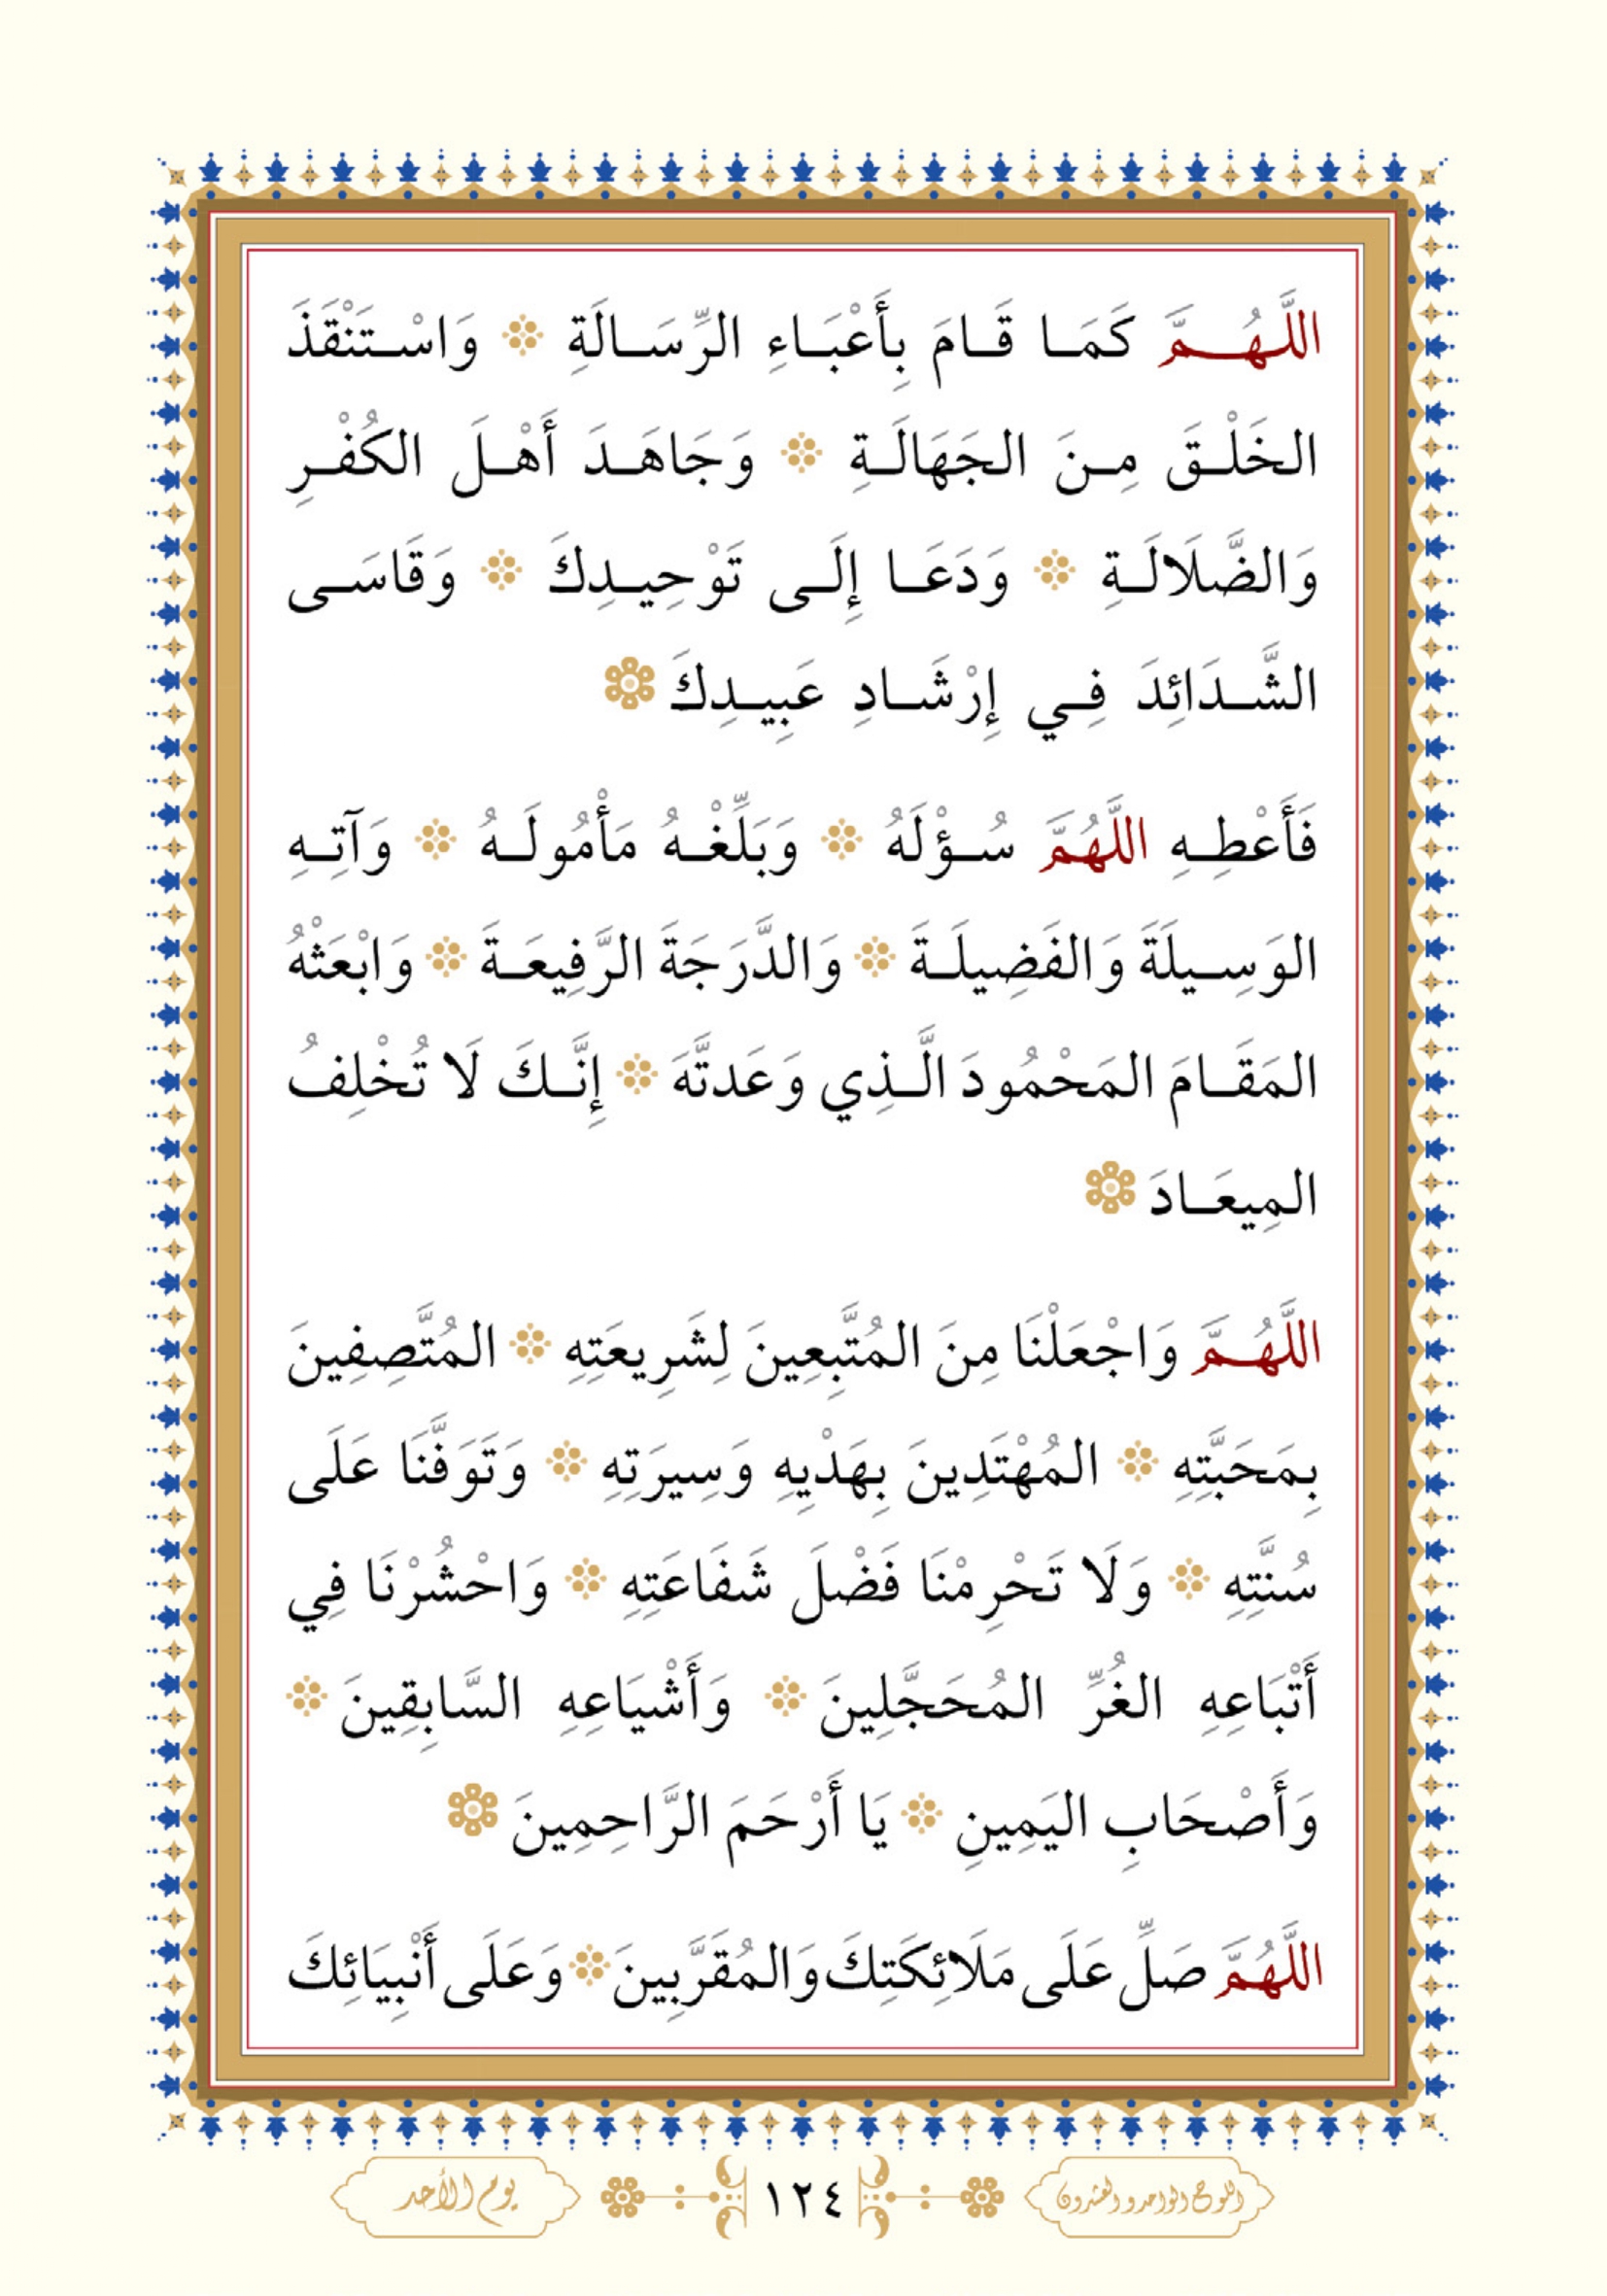 اللَّهُمَّ كَمَا قَامَ بِأَعْبَاءِ الرِّسَالَةِ وَاسْتَنْقَذَ
الخَلْقَ مِنَ الجَهَالَةِ وَجَاهَدَ أَهْلَ الكُفْرِ
وَالضَّلَالَةِ وَدَعَا إِلَى تَوْحِيدِكَ وَقَاسَى
الشَّدَائِدَ فِي إِرْشَادِ عَبِيدِكَ
فَأَعْطِهِ اللَّهُمَّ سُؤْلَهُ وَبَلِّغْهُ مَأْمُولَهُ وَآتِهِ
الوَسِيلَةَ وَالفَضِيلَةَ وَالدَّرَجَةَ الرَّفِيعَةَ وَابْعَثْهُ
المَقَامَ المَحْمُودَ الَّذِي وَعَدتَّهَ إِنَّكَ لَا تُخْلِفُ
المِيعَادَ
اللَّهُمَّ وَاجْعَلْنَا مِنَ المُتَّبِعِينَ لِشَرِيعَتِهِ المُتَّصِفِينَ
بِمَحَبَّتِهِ المُهْتَدِينَ بِهَدْيِهِ وَسِيرَتِهِ وَتَوَفَّنَا عَلَى
سُنَّتِهِ وَلَا تَحْرِمْنَا فَضْلَ شَفَاعَتِهِ وَاحْشُرْنَا فِي
أَتْبَاعِهِ الغُرِّ المُحَجَّلِينَ وَأَشْيَاعِهِ السَّابِقِينَ
وَأَصْحَابِ اليَمِينِ يَا أَرْحَمَ الرَّاحِمِينَ
اللَّهُمَّ صَلِّ عَلَى مَلَائِكَتِكَ وَالمُقَرَّبِينَ وَعَلَى أَنْبِيَائِكَ
اللوح الواحد والعشرون ١٢٤ يوم الأحد